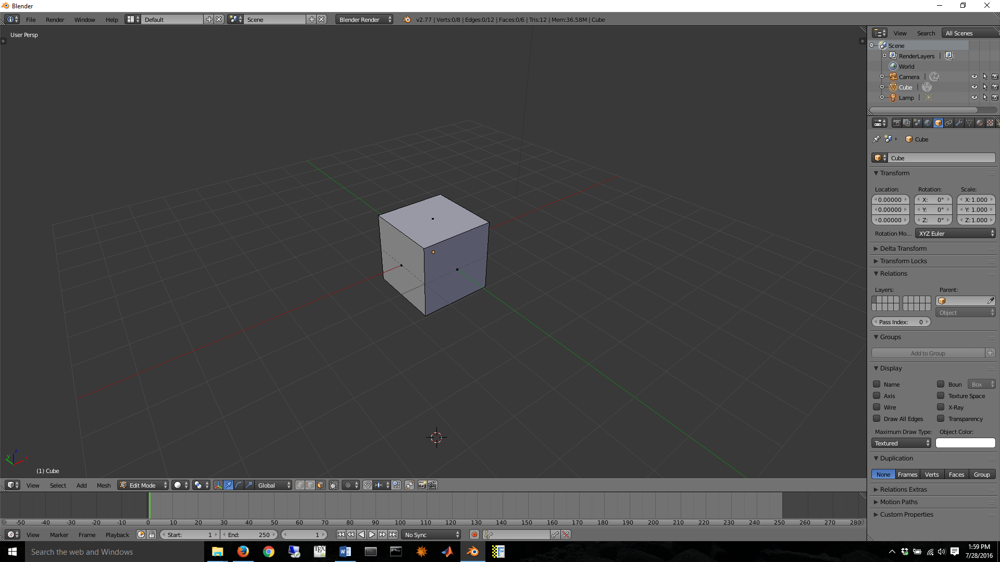 Blender
File Render Window Help Default Scene Blender Render v2.77 | Verts:0/8 | Edges:0/12 | Faces:0/6 | Tris:12 | Mem:36.58M | Cube
User Persp
View Search All Scenes
Scene
RenderLayers
World
Camera
Cube
Lamp
Cube
Cube
Transform
Location: Rotation: Scale:
0.00000 X: 0° X: 1.000
0.00000 Y: 0° Y: 1.000
0.00000 Z: 0° Z: 1.000
Rotation Mo... XYZ Euler
Delta Transform
Transform Locks
Relations
Layers: Parent:
Object
Pass Index: 0
Groups
Add to Group
Display
Name Boun Box
Axis Texture Space
Wire X-Ray
Draw All Edges Transparency
Maximum Draw Type: Object Color:
Textured
Duplication
None Frames Verts Faces Group
Relations Extras
Motion Paths
Custom Properties
z
y
x
(1) Cube
View Select Add Mesh Edit Mode Global
-50 -40 -30 -20 -10 0 10 20 30 40 50 60 70 80 90 100 110 120 130 140 150 160 170 180 190 200 210 220 230 240 250 260 270 280
View Marker Frame Playback Start: 1 End: 250 1 No Sync
Search the web and Windows
TEX
1:59 PM
7/28/2016